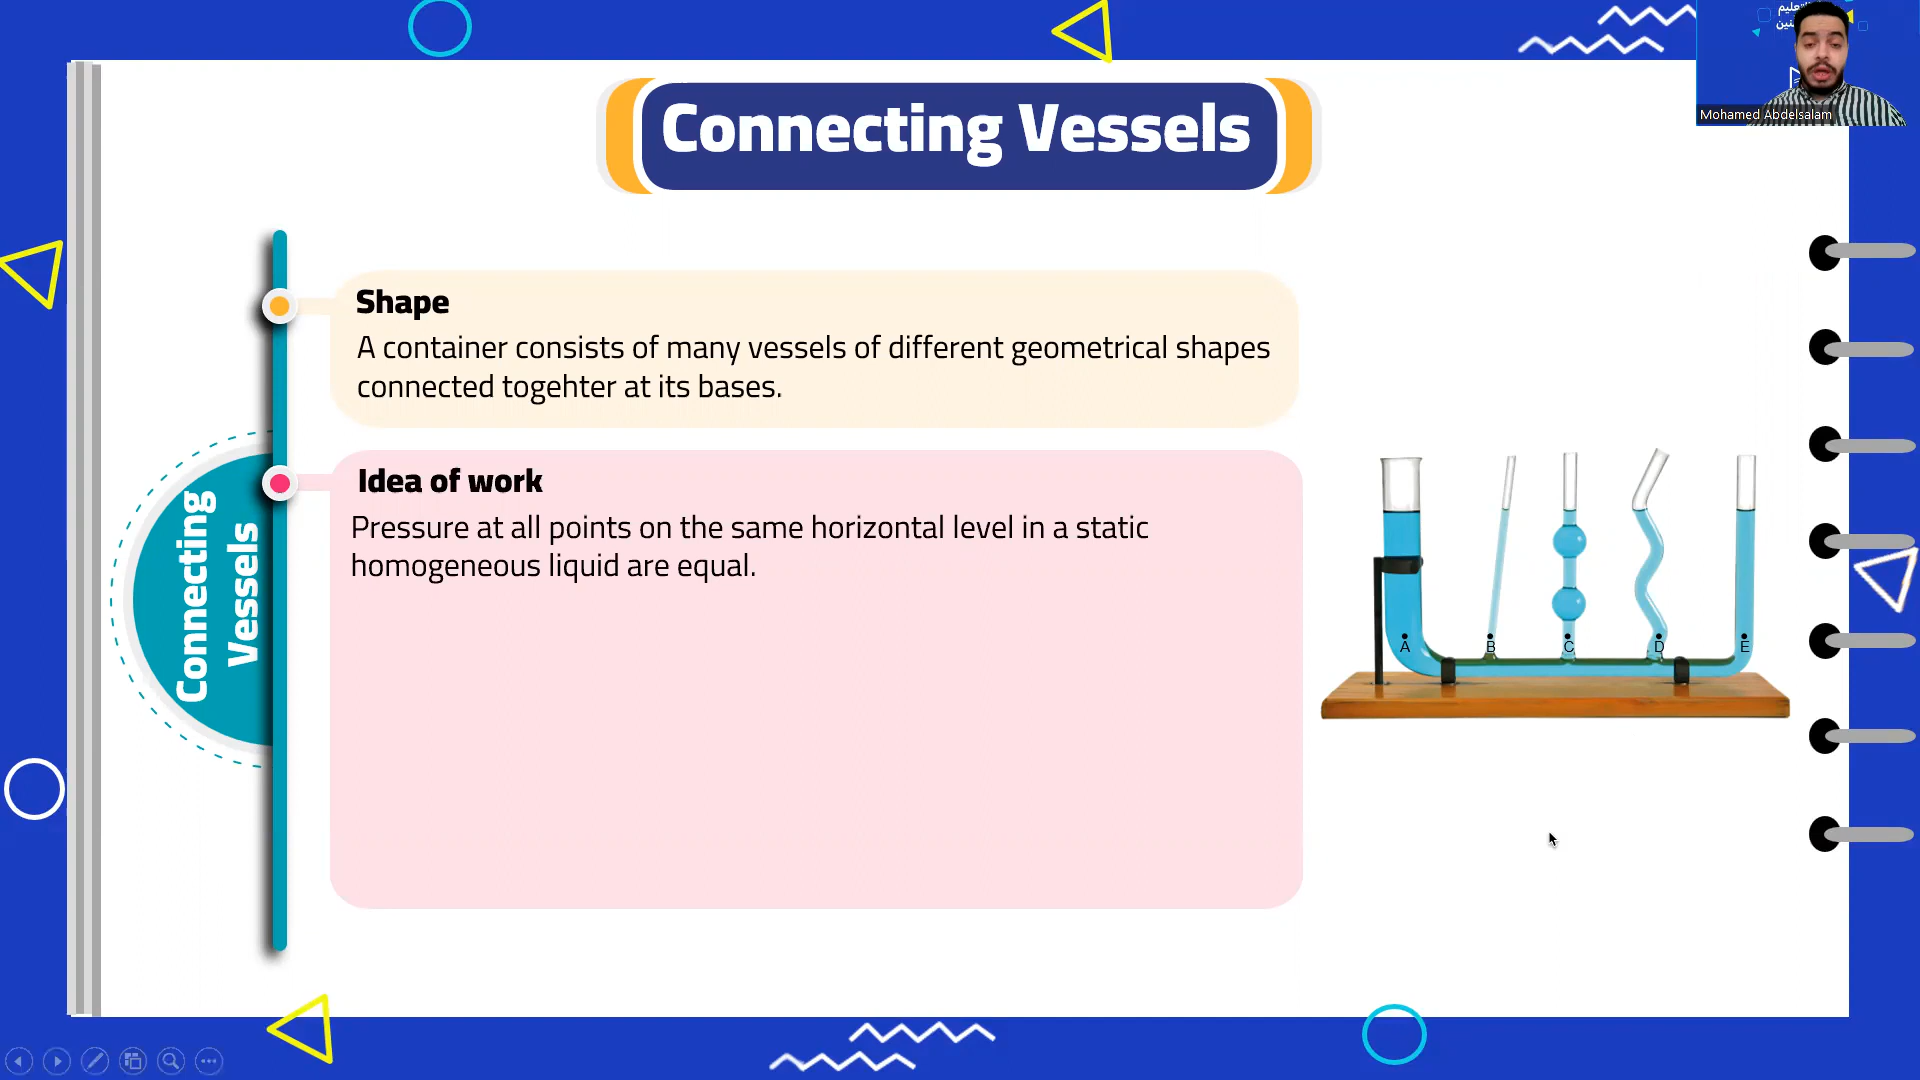 Connecting Vessels
Mohamed Abdelsalam
Shape
A container consists of many vessels of different geometrical shapes
connected togehter at its bases.
Idea of work
Pressure at all points on the same horizontal level in a static
homogeneous liquid are equal.
Connecting
Vessels
A B C D E